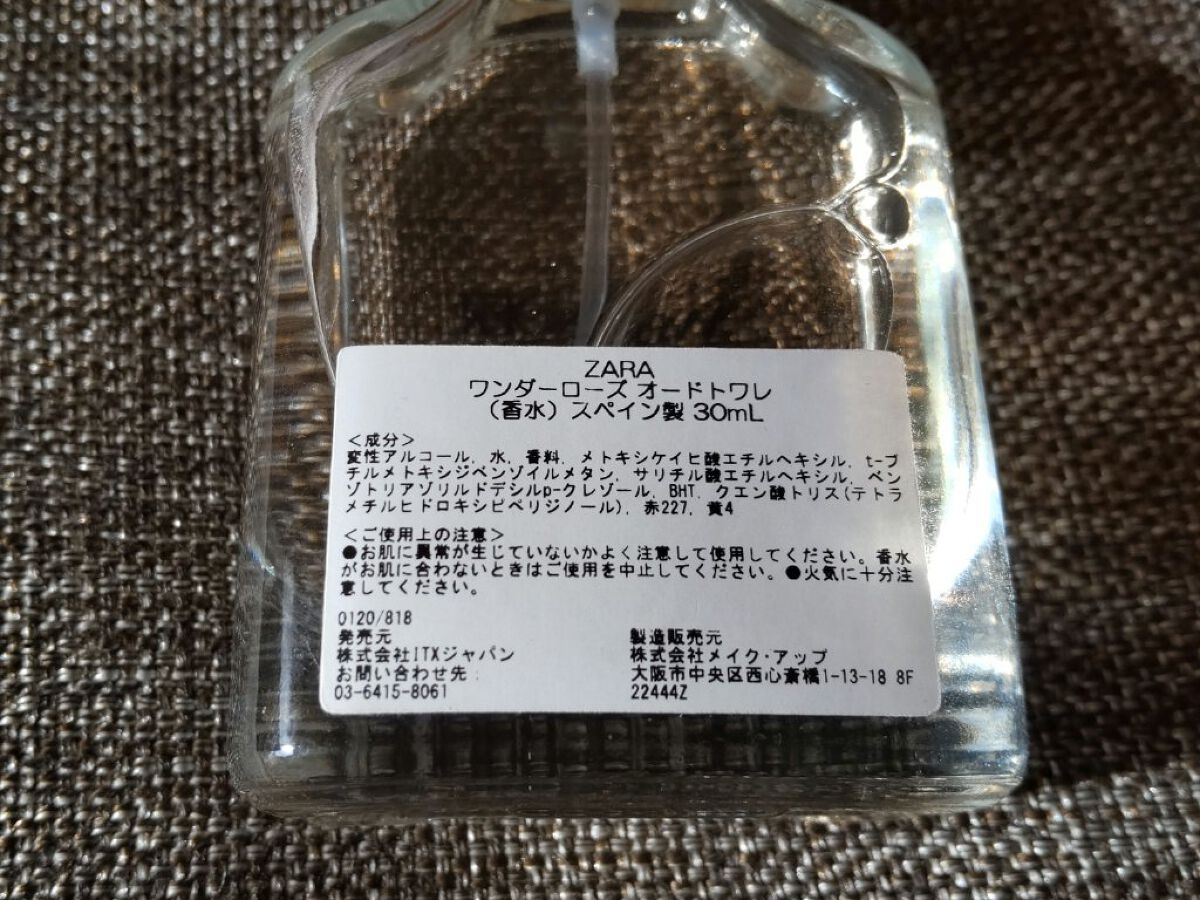 ZARA
ワンダーローズ オードトワレ
（香水）スペイン製 30mL
＜成分＞
変性アルコール、水、香料、メトキシケイヒ酸エチルヘキシル、t-ブ
チルメトキシジベンゾイルメタン、サリチル酸エチルヘキシル、ベン
ゾトリアゾリルドデシルp-クレゾール、BHT、クエン酸トリス(テトラ
メチルヒドロキシピペリジノール)、赤227、黄4
＜ご使用上の注意＞
●お肌に異常が生じていないかよく注意して使用してください。香水
がお肌に合わないときはご使用を中止してください。●火気に十分注
意してください。
0120/818
発売元
株式会社ITXジャパン
お問い合わせ先：
03-6415-8061
製造販売元
株式会社メイク・アップ
大阪市中央区西心斎橋1-13-18 8F
22444Z